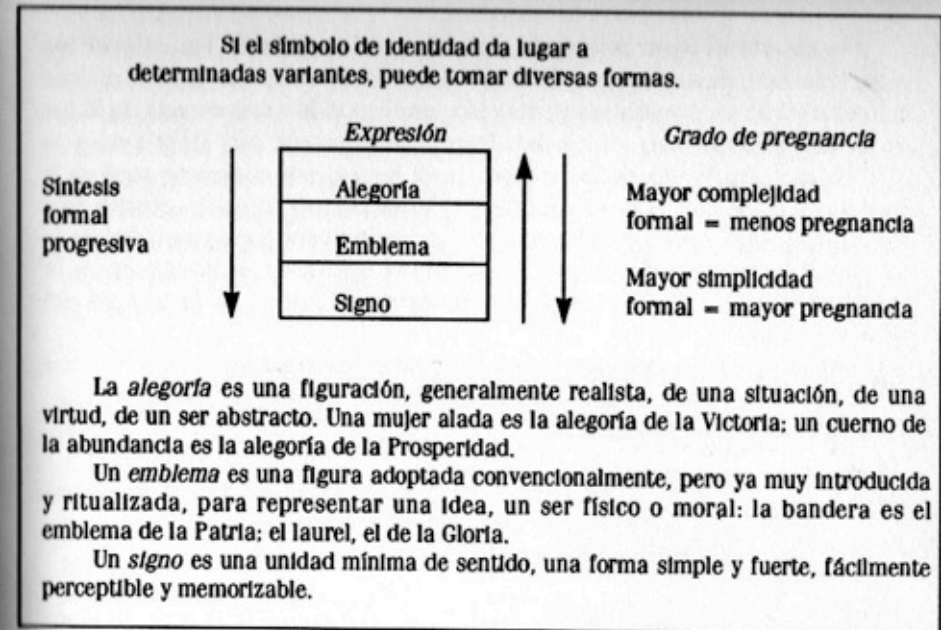 Si el símbolo de identidad da lugar a
determinadas variantes, puede tomar diversas formas.
Expresión
Grado de pregnancia
Síntesis
formal
progresiva
Alegoría
Emblema
Signo
Mayor complejidad
formal = menos pregnancia
Mayor simplicidad
formal = mayor pregnancia
La alegoría es una figuración, generalmente realista, de una situación, de una
virtud, de un ser abstracto. Una mujer alada es la alegoría de la Victoria; un cuerno de
la abundancia es la alegoría de la Prosperidad.
Un emblema es una figura adoptada convencionalmente, pero ya muy introducida
y ritualizada, para representar una idea, un ser físico o moral: la bandera es el
emblema de la Patria; el laurel, el de la Gloria.
Un signo es una unidad mínima de sentido, una forma simple y fuerte, fácilmente
perceptible y memorizable.